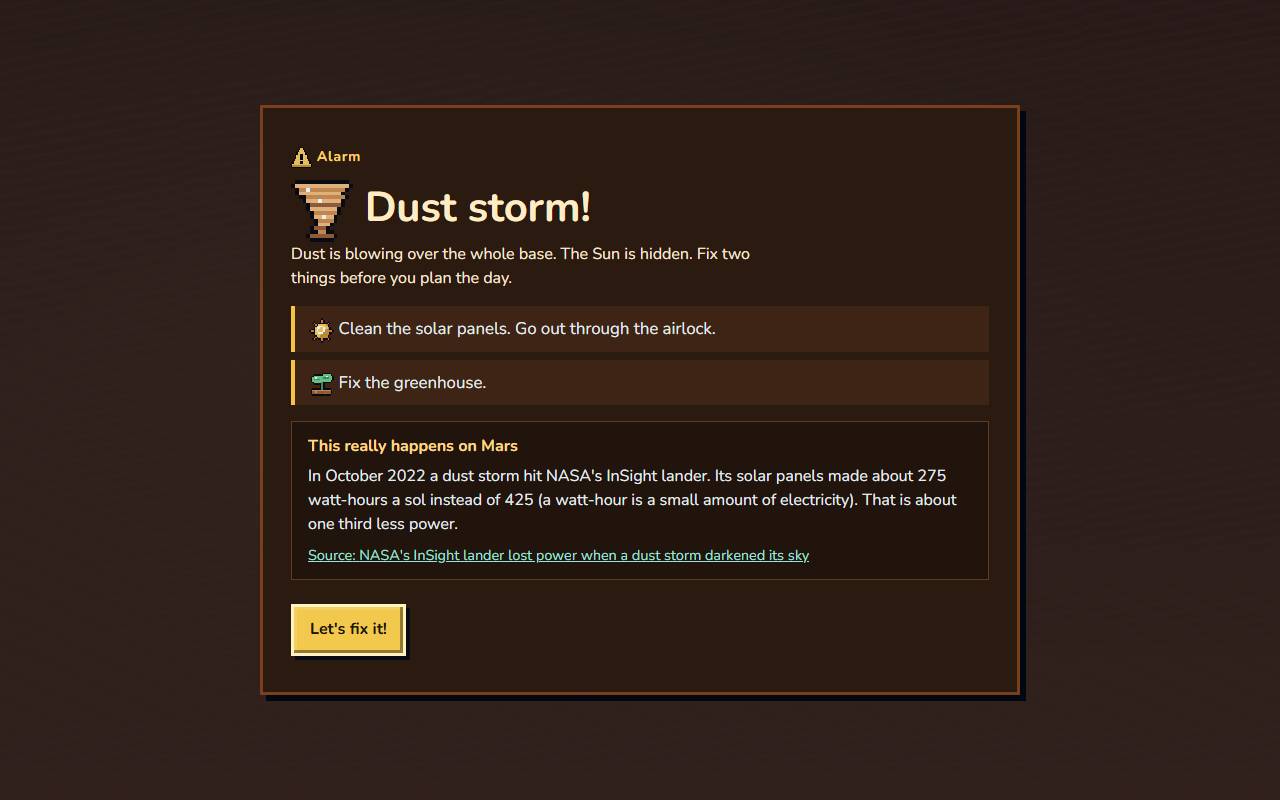 Alarm
Dust storm!
Dust is blowing over the whole base. The Sun is hidden. Fix two
things before you plan the day.
Clean the solar panels. Go out through the airlock.
Fix the greenhouse.
This really happens on Mars
In October 2022 a dust storm hit NASA's InSight lander. Its solar panels made about 275
watt-hours a sol instead of 425 (a watt-hour is a small amount of electricity). That is about
one third less power.
Source: NASA's InSight lander lost power when a dust storm darkened its sky
Let's fix it!